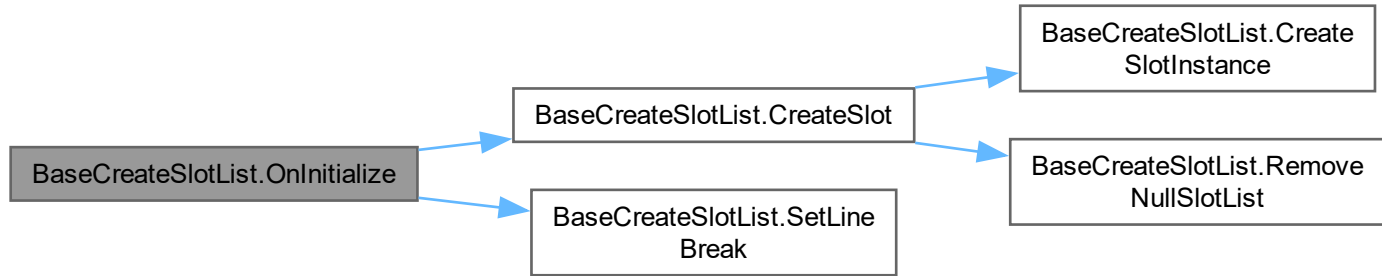 BaseCreateSlotList.OnInitialize
BaseCreateSlotList.CreateSlot
BaseCreateSlotList.Create
SlotInstance
BaseCreateSlotList.Remove
NullSlotList
BaseCreateSlotList.SetLine
Break